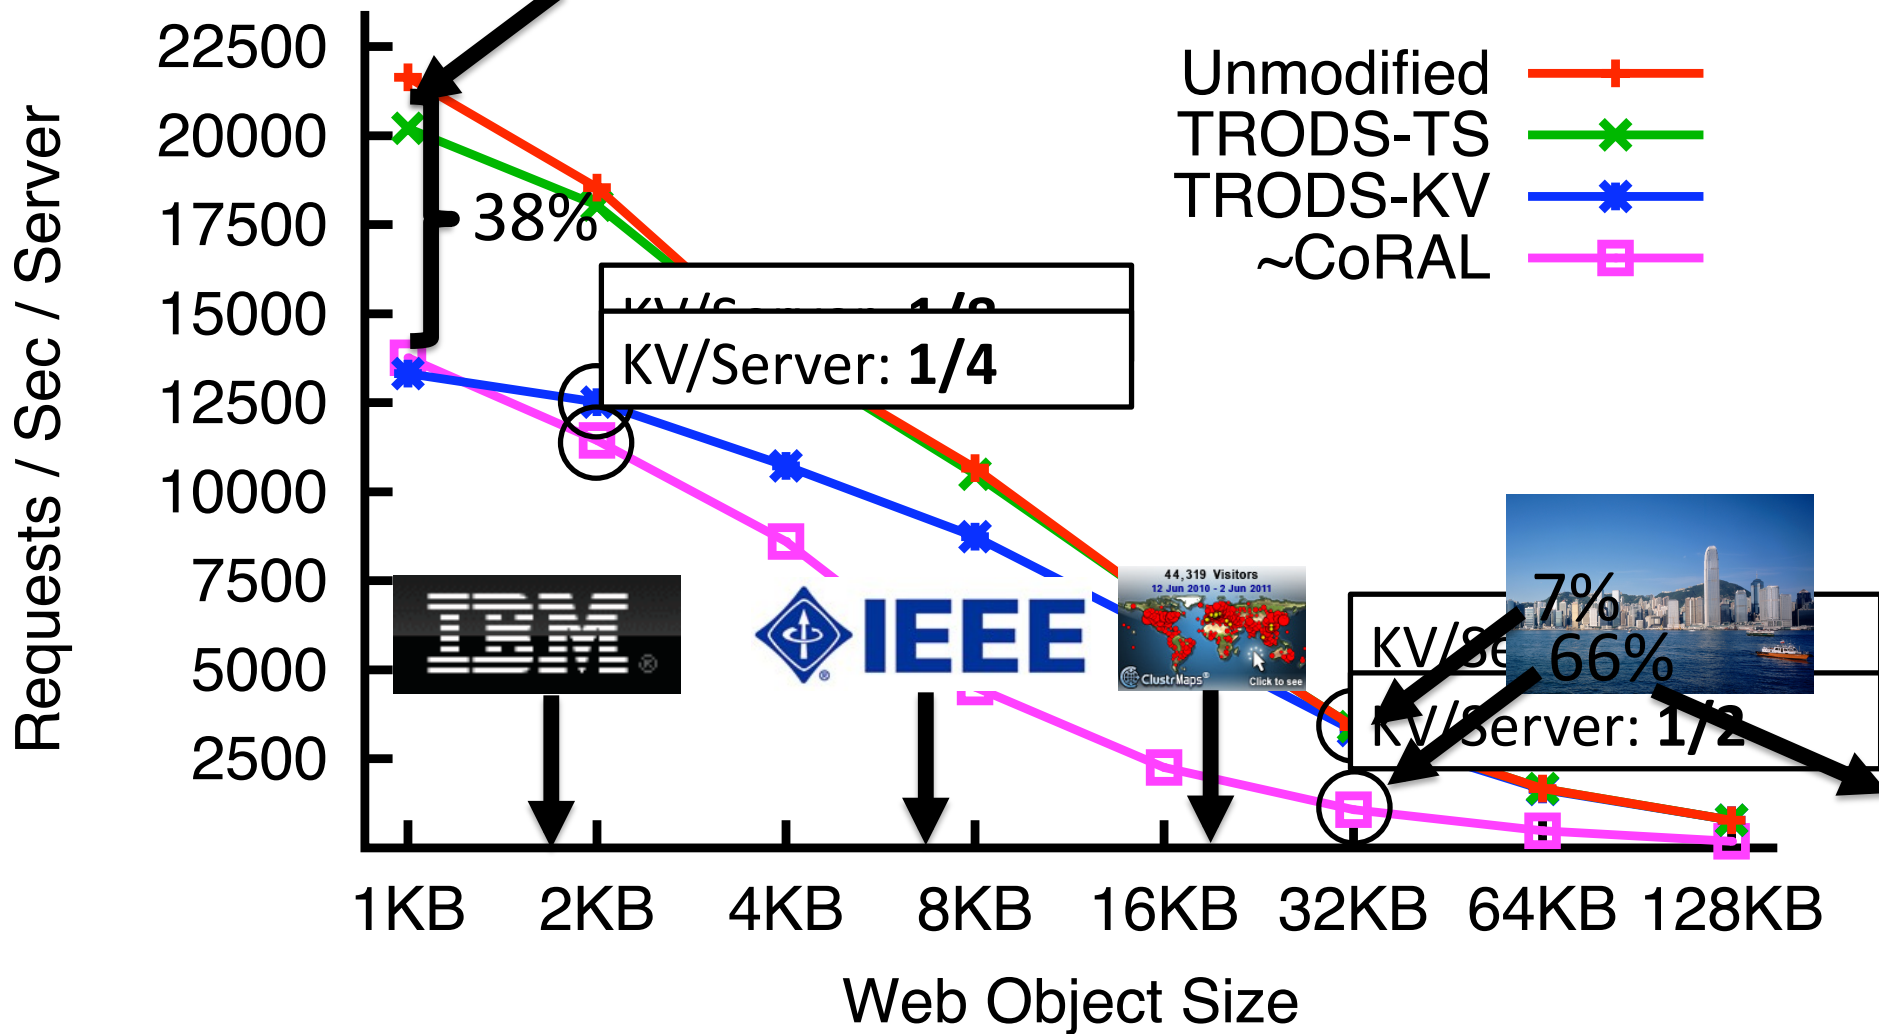 22500
20000
17500
15000
12500
10000
7500
5000
2500
Requests / Sec / Server
Unmodified
TRODS-TS
TRODS-KV
~CoRAL
38%
KV/Server: 1/4
IBM
®
IEEE
®
44,319 Visitors
12 Jun 2010 - 2 Jun 2011
ClustrMaps®
Click to see
7%
66%
KV/Server: 1/2
1KB 2KB 4KB 8KB 16KB 32KB 64KB 128KB
Web Object Size